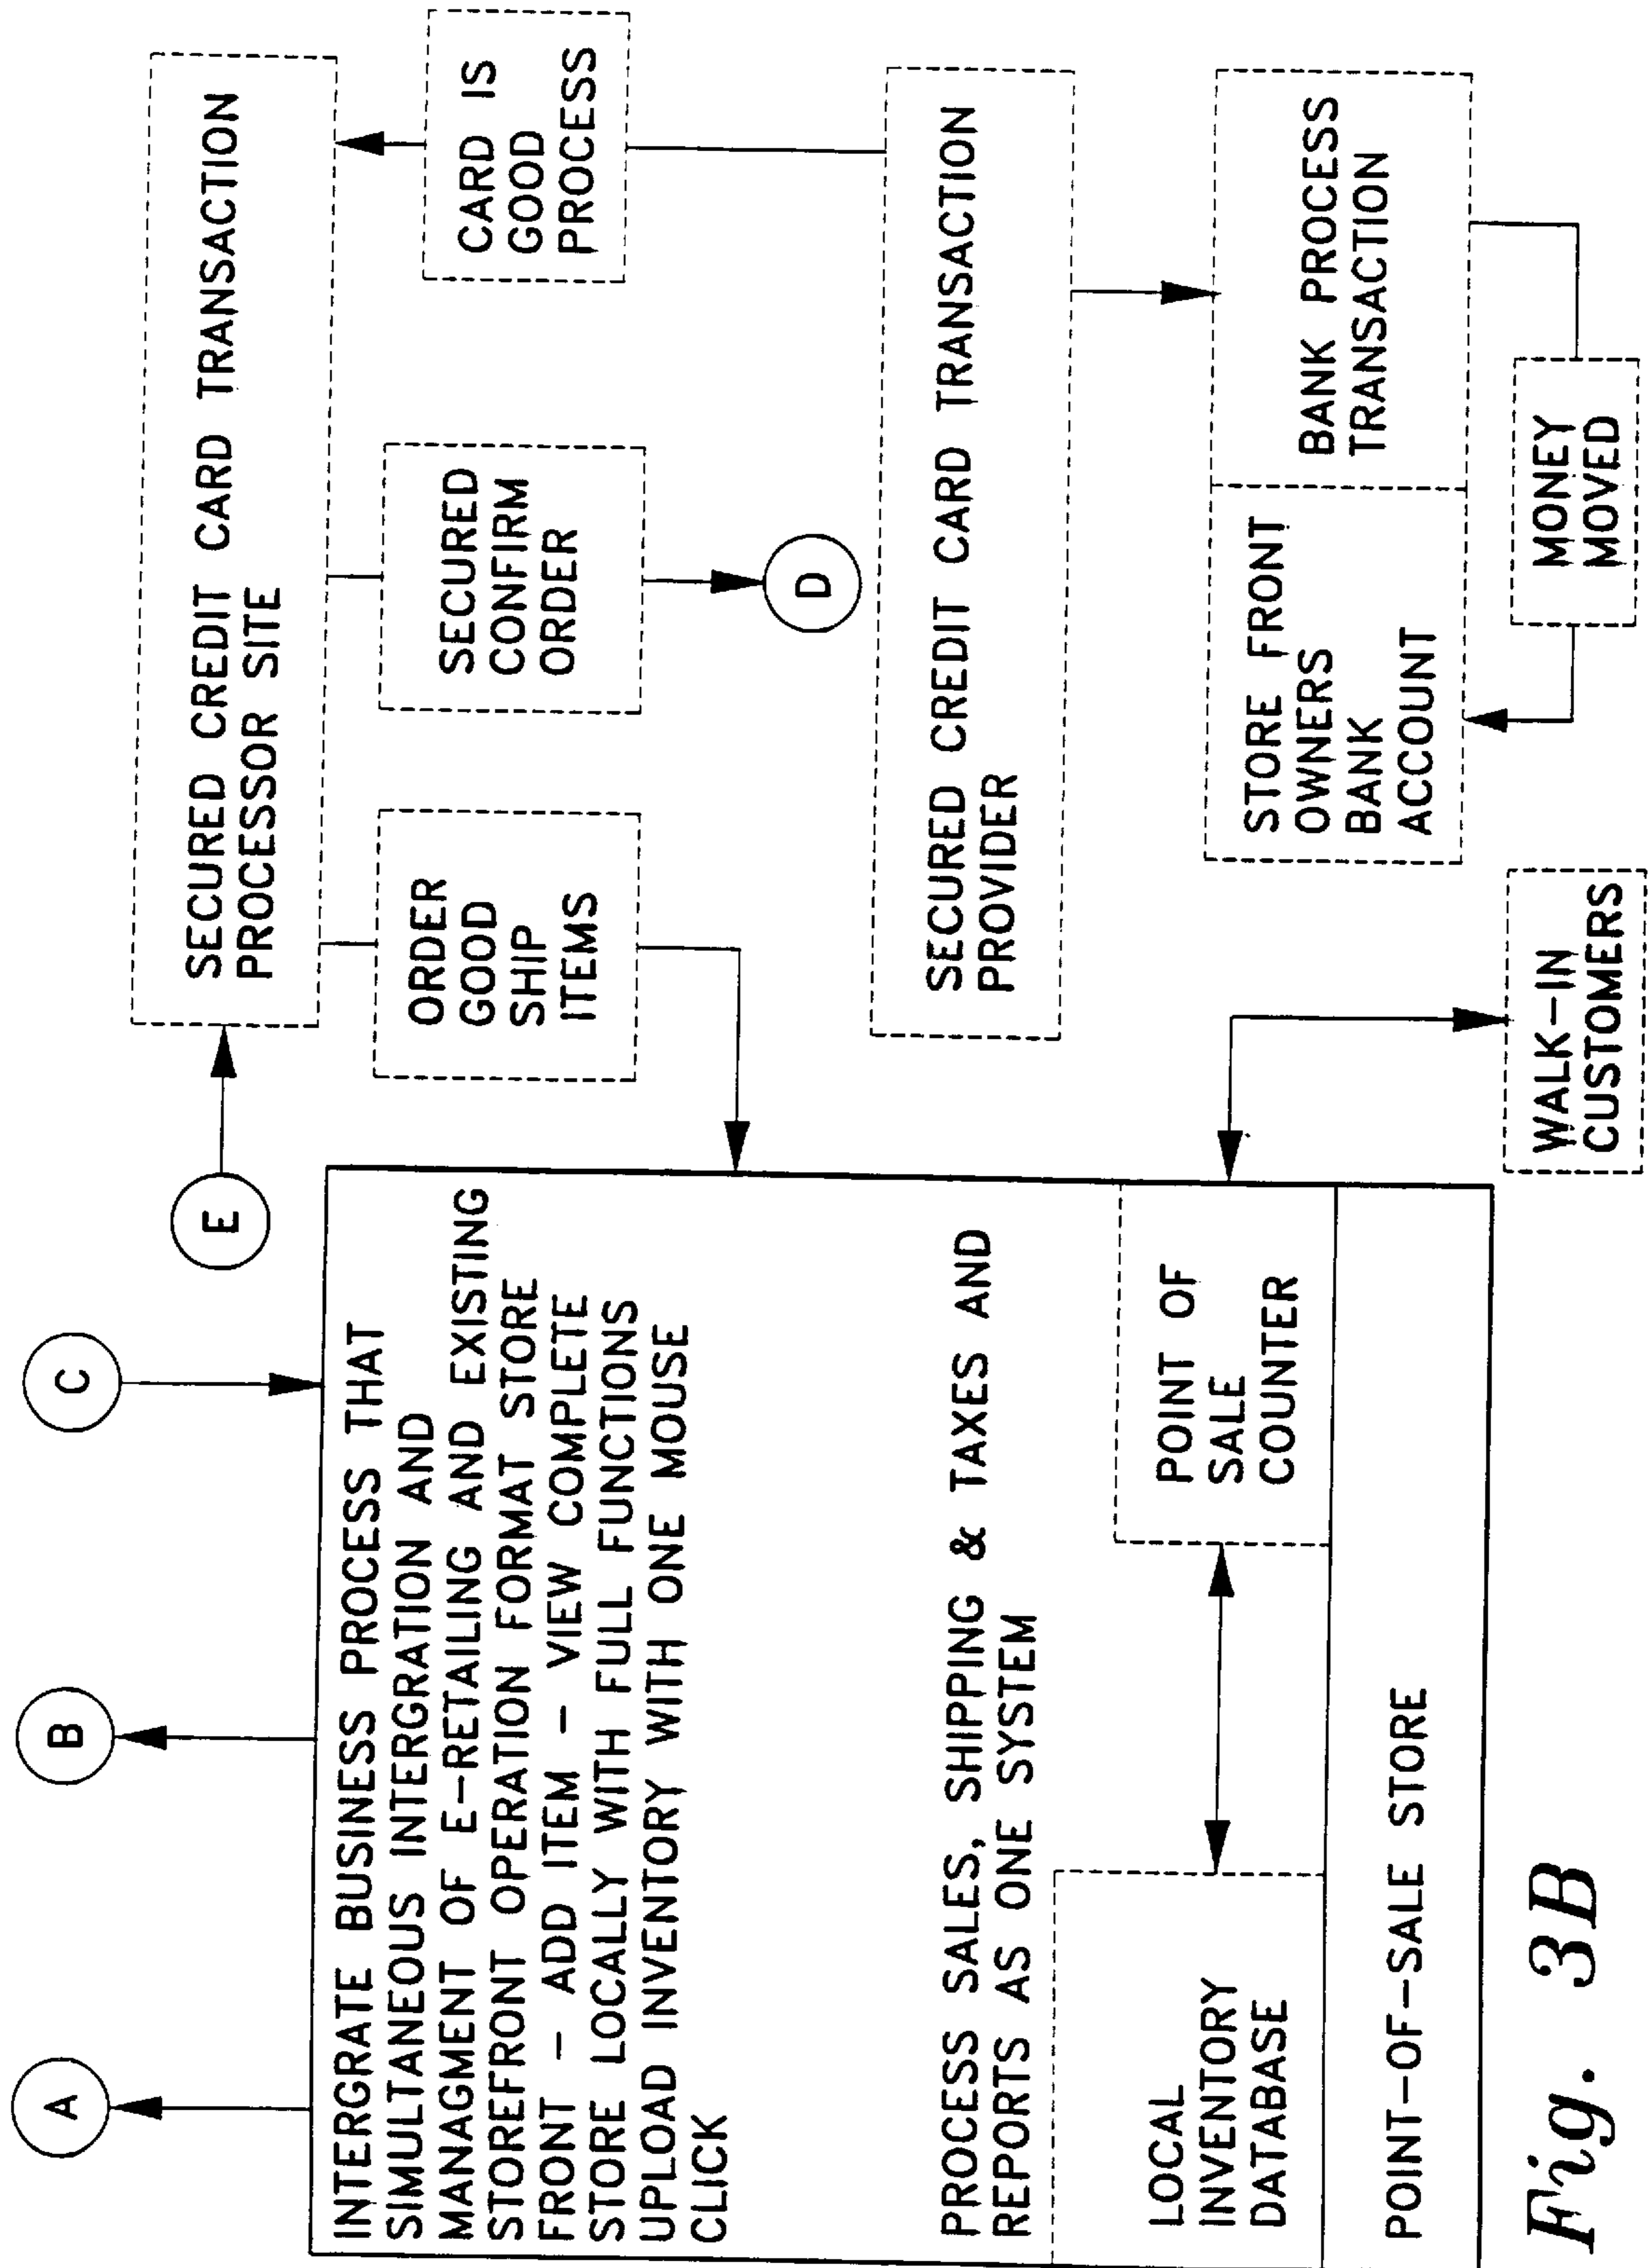 A
B
C
E
INTERGRATE BUSINESS PROCESS THAT
SIMULTANEOUS INTERGRATION AND
MANAGMENT OF E-RETAILING AND EXISTING
STOREFRONT OPERATION FORMAT STORE
FRONT - ADD ITEM - VIEW COMPLETE
STORE LOCALLY WITH FULL FUNCTIONS
UPLOAD INVENTORY WITH ONE MOUSE
CLICK
PROCESS SALES, SHIPPING & TAXES AND
REPORTS AS ONE SYSTEM
LOCAL
INVENTORY
DATABASE
POINT OF
SALE
COUNTER
POINT-OF-SALE STORE
SECURED CREDIT CARD TRANSACTION
PROCESSOR SITE
ORDER
GOOD
SHIP
ITEMS
SECURED
CONFIRM
ORDER
CARD IS
GOOD
PROCESS
D
SECURED CREDIT CARD TRANSACTION
PROVIDER
STORE FRONT
OWNERS
BANK
ACCOUNT
BANK PROCESS
TRANSACTION
MONEY
MOVED
WALK-IN
CUSTOMERS
Fig. 3B